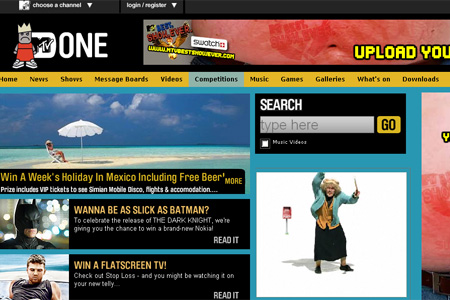 choose a channel
login / register
MTV ONE
MTV BEST SHOW EVER
swatch
WWW.MTVBESTSHOWEVER.COM
UPLOAD YOU
Home News Shows Message Boards Videos Competitions Music Games Galleries What's on Downloads
Win A Week's Holiday In Mexico Including Free Beer'
MORE
Prize includes VIP tickets to see Simian Mobile Disco, flights & accomodation....
WANNA BE AS SLICK AS BATMAN?
To celebrate the release of THE DARK KNIGHT, we're
giving you the chance to win a brand-new Nokia!
READ IT
WIN A FLATSCREEN TV!
Check out Stop Loss - and you might be watching it on
your new telly...
READ IT
SEARCH
type here
GO
Music Videos